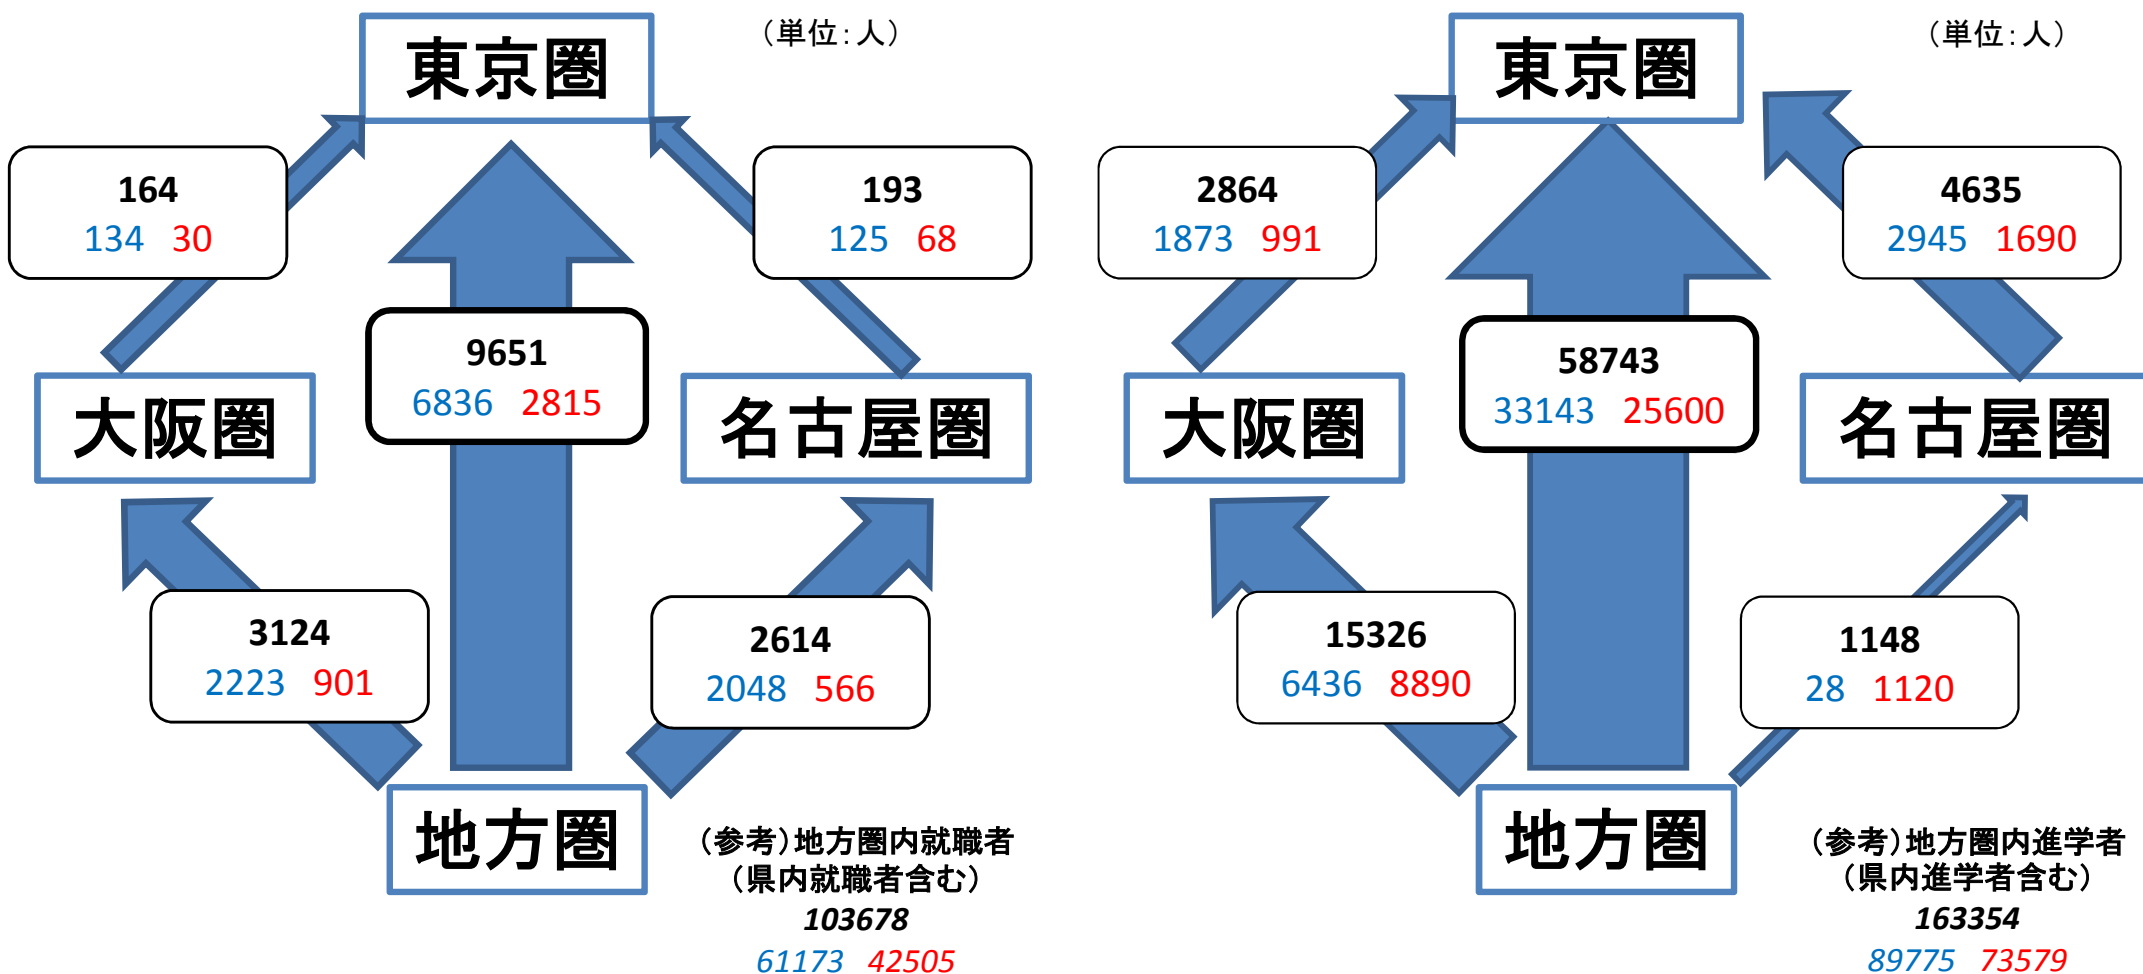 (単位:人)
東京圏
164
134 30
193
125 68
9651
6836 2815
大阪圏
名古屋圏
3124
2223 901
2614
2048 566
地方圏
(参考)地方圏内就職者
(県内就職者含む)
103678
61173 42505
(単位:人)
東京圏
2864
1873 991
4635
2945 1690
58743
33143 25600
大阪圏
名古屋圏
15326
6436 8890
1148
28 1120
地方圏
(参考)地方圏内進学者
(県内進学者含む)
163354
89775 73579